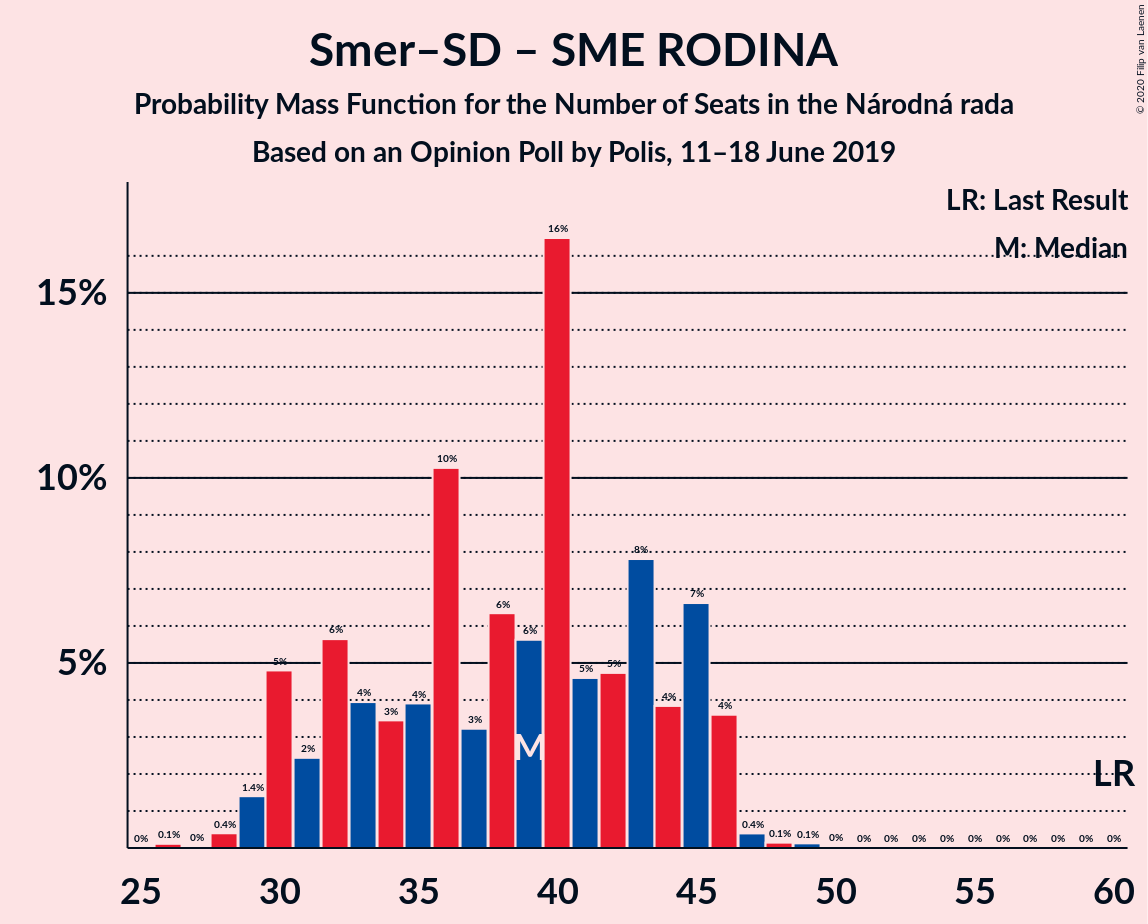 Smer–SD – SME RODINA
Probability Mass Function for the Number of Seats in the Národná rada
Based on an Opinion Poll by Polis, 11–18 June 2019
© 2020 Filip van Laenen
LR: Last Result
M: Median
15%
10%
5%
0% 0.1% 0% 0.4% 1.4% 5% 2% 6% 4% 3% 4% 10% 3% 6% 6% 16% 5% 5% 8% 4% 7% 4% 0.4% 0.1% 0.1% 0% 0% 0% 0% 0% 0% 0% 0% 0% 0% 0%
M
LR
25 30 35 40 45 50 55 60